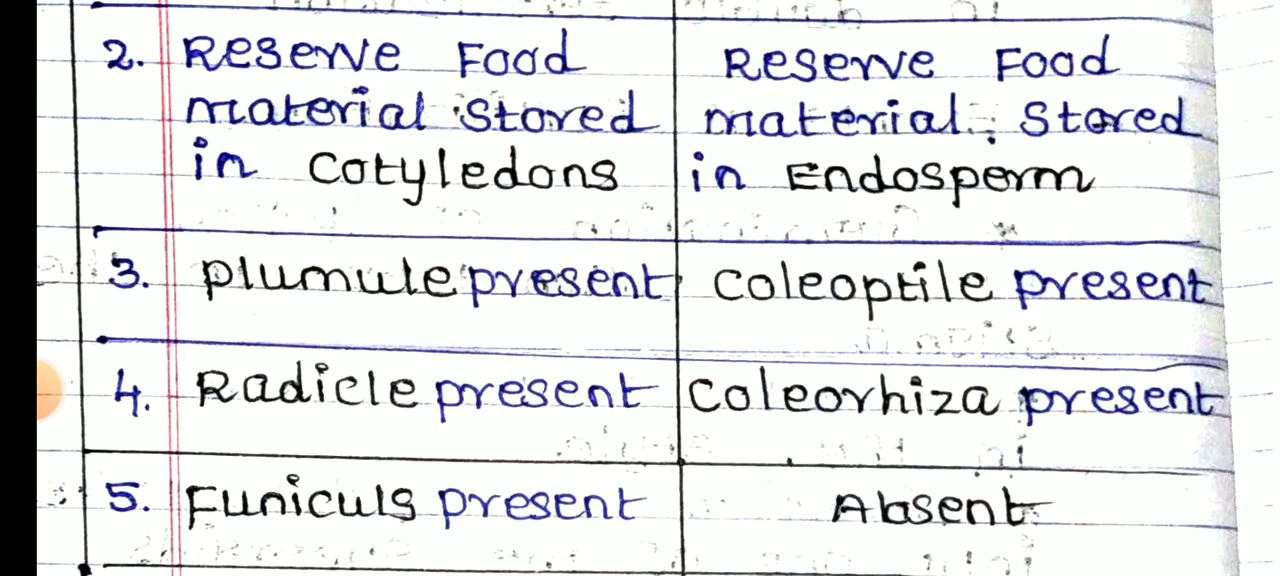 2. Reserve Food Reserve Food
material stored material stored
in Cotyledons in Endosperm
3. plumule present coleoptile present
4. Radicle present coleorhiza present
5. Funiculs present Absent